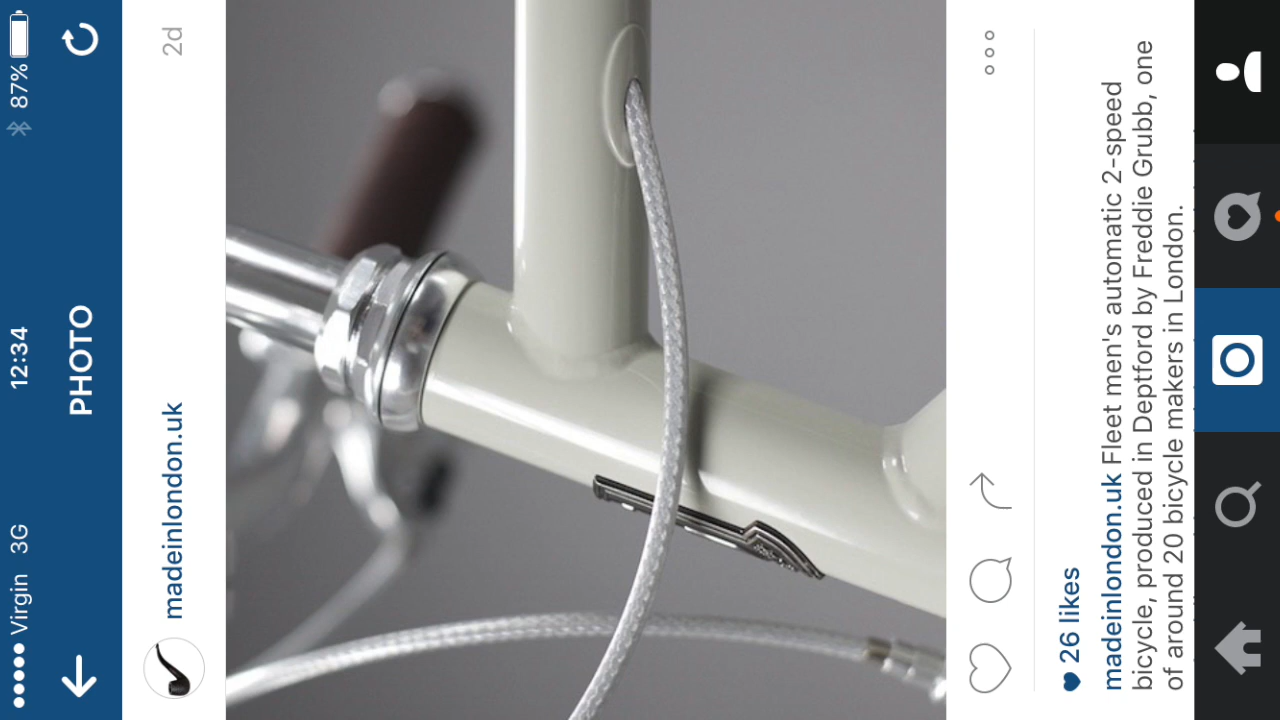 Virgin 3G 12:34 87%
PHOTO
madeinlondon.uk 2d
26 likes
madeinlondon.uk Fleet men's automatic 2-speed
bicycle, produced in Deptford by Freddie Grubb, one
of around 20 bicycle makers in London.